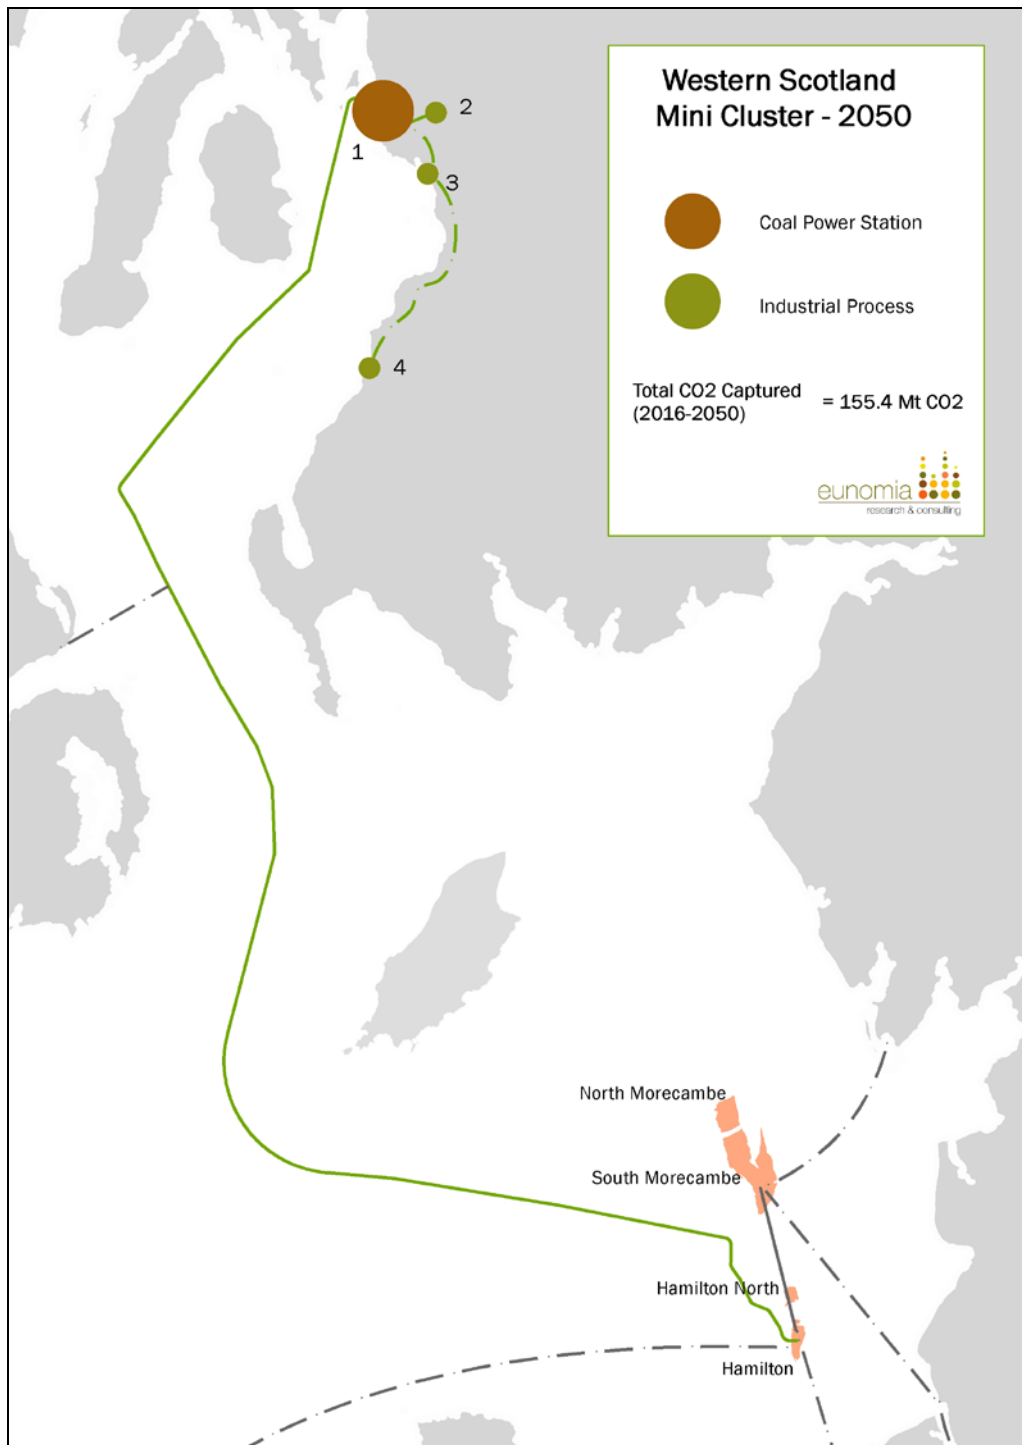 Western Scotland
Mini Cluster - 2050
2
1
3
Coal Power Station
Industrial Process
4
Total CO2 Captured
(2016-2050)
= 155.4 Mt CO2
eunomia
research & consulting
North Morecambe
South Morecambe
Hamilton North
Hamilton